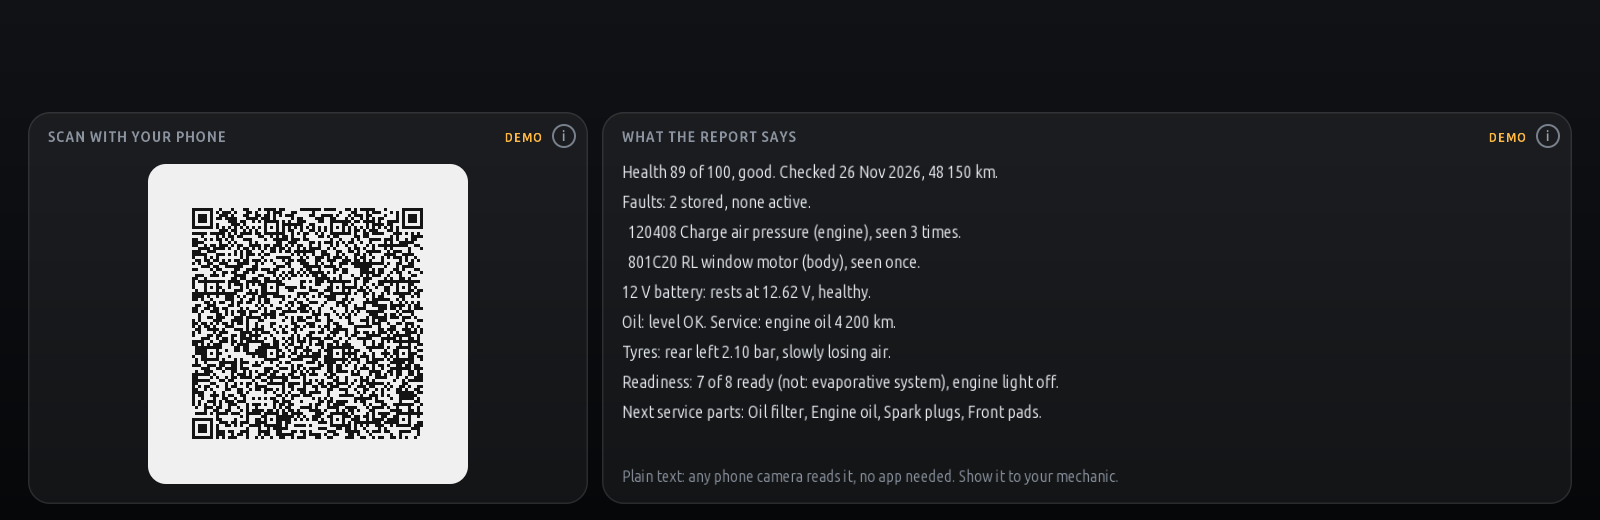 SCAN WITH YOUR PHONE
DEMO
i
WHAT THE REPORT SAYS
DEMO
i
Health 89 of 100, good. Checked 26 Nov 2026, 48 150 km.
Faults: 2 stored, none active.
120408 Charge air pressure (engine), seen 3 times.
801C20 RL window motor (body), seen once.
12 V battery: rests at 12.62 V, healthy.
Oil: level OK. Service: engine oil 4 200 km.
Tyres: rear left 2.10 bar, slowly losing air.
Readiness: 7 of 8 ready (not: evaporative system), engine light off.
Next service parts: Oil filter, Engine oil, Spark plugs, Front pads.
Plain text: any phone camera reads it, no app needed. Show it to your mechanic.